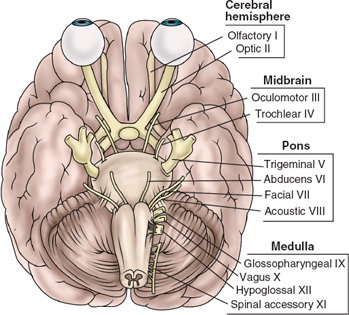 Cerebral
hemisphere
Olfactory I
Optic II
Midbrain
Oculomotor III
Trochlear IV
Pons
Trigeminal V
Abducens VI
Facial VII
Acoustic VIII
Medulla
Glossopharyngeal IX
Vagus X
Hypoglossal XII
Spinal accessory XI